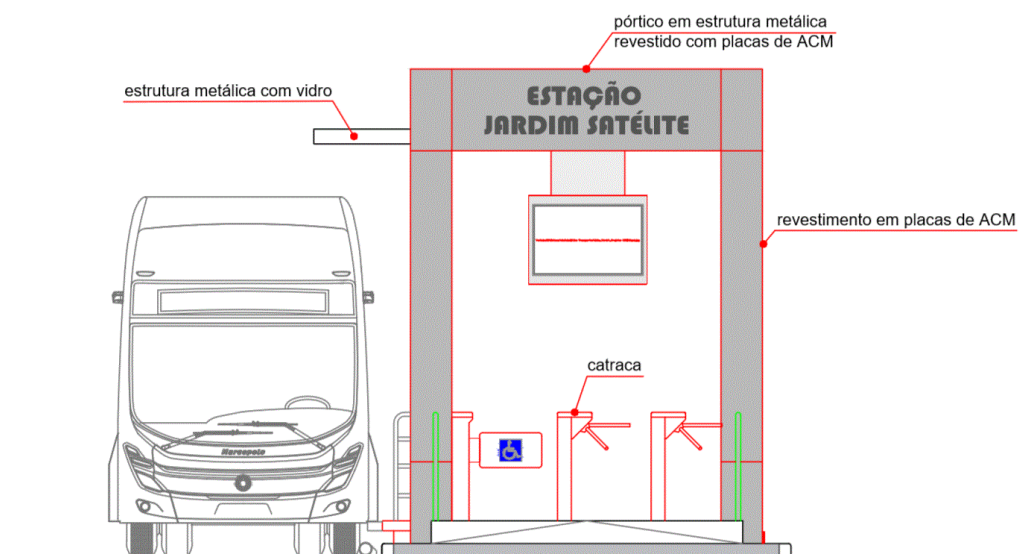 pórtico em estrutura metálica
revestido com placas de ACM
estrutura metálica com vidro
ESTAÇÃO
JARDIM SATÉLITE
revestimento em placas de ACM
catraca
Marcopolo